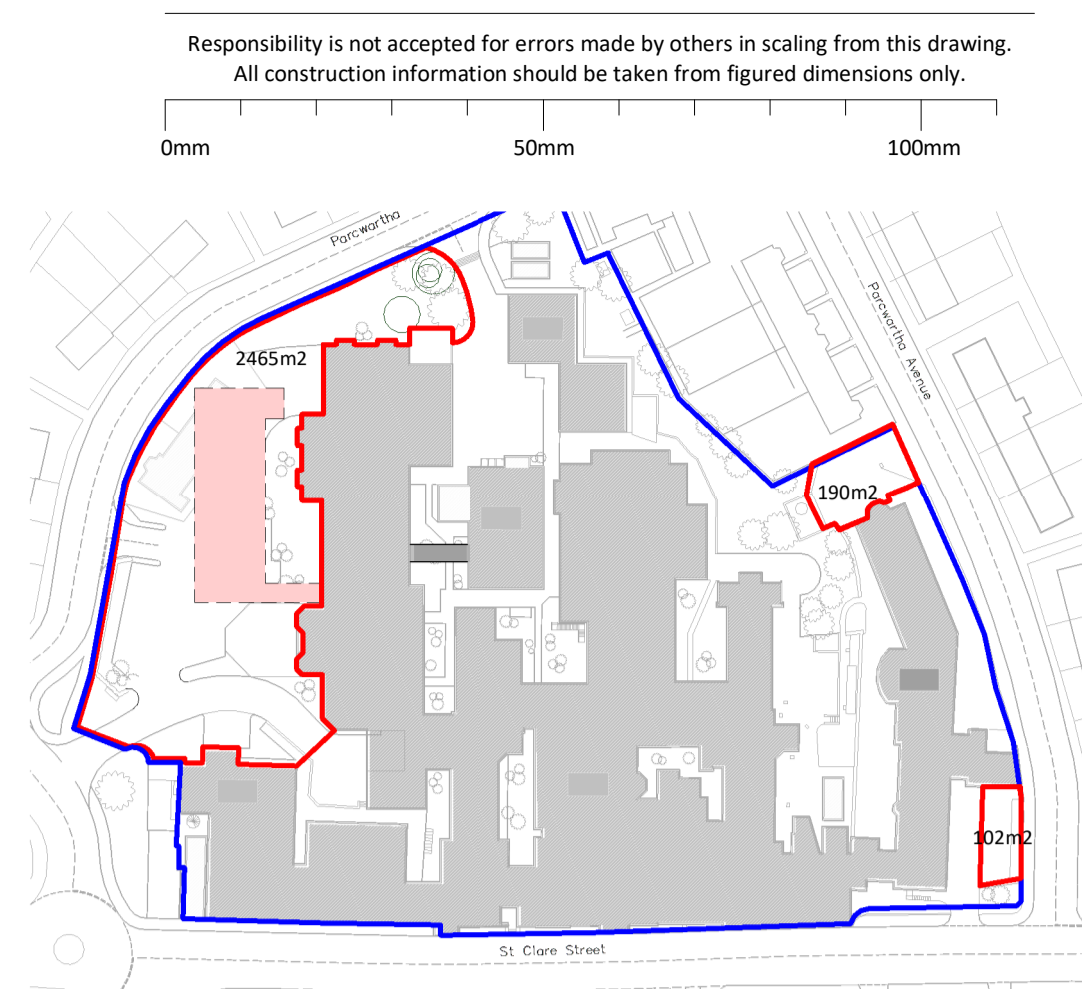 Responsibility is not accepted for errors made by others in scaling from this drawing.
All construction information should be taken from figured dimensions only.
0mm
50mm
100mm
Parcwartha
2465m2
Parcwartha Avenue
190m2
102m2
St Clare Street